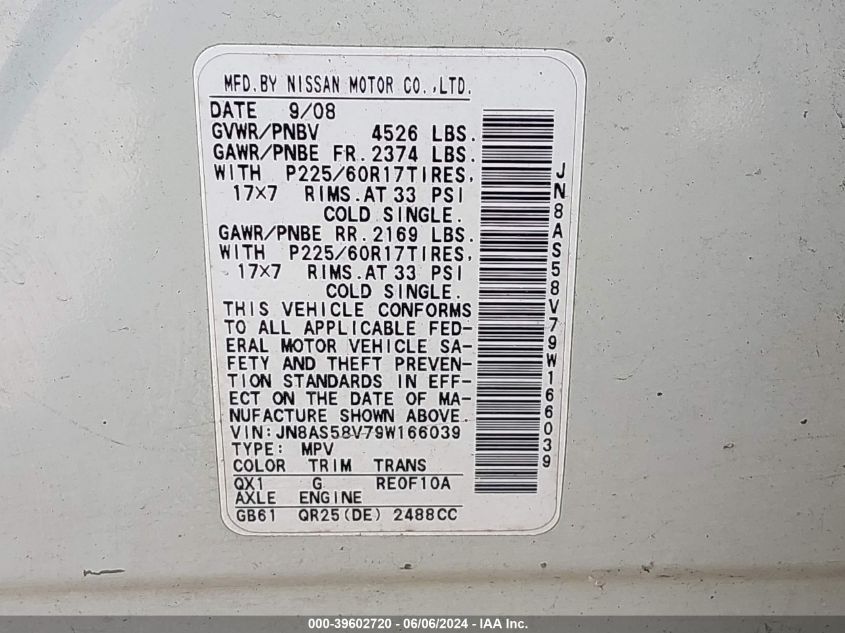 MFD.BY NISSAN MOTOR CO.,LTD.
DATE 9/08
GVWR/PNBV 4526 LBS.
GAWR/PNBE FR.2374 LBS.
WITH P225/60R17TIRES,
17×7 RIMS.AT 33 PSI
COLD SINGLE.
GAWR/PNBE RR.2169 LBS.
WITH P225/60R17TIRES,
17×7 RIMS.AT 33 PSI
COLD SINGLE.
THIS VEHICLE CONFORMS
TO ALL APPLICABLE FED-
ERAL MOTOR VEHICLE SA-
FETY AND THEFT PREVEN-
TION STANDARDS IN EFF-
ECT ON THE DATE OF MA-
NUFACTURE SHOWN ABOVE.
VIN:JN8AS58V79W166039
TYPE: MPV
COLOR TRIM TRANS
QX1 G RE0F10A
AXLE ENGINE
GB61 QR25(DE) 2488CC
JN8AS58V79W166039
000-39602720 - 06/06/2024 - IAA Inc.